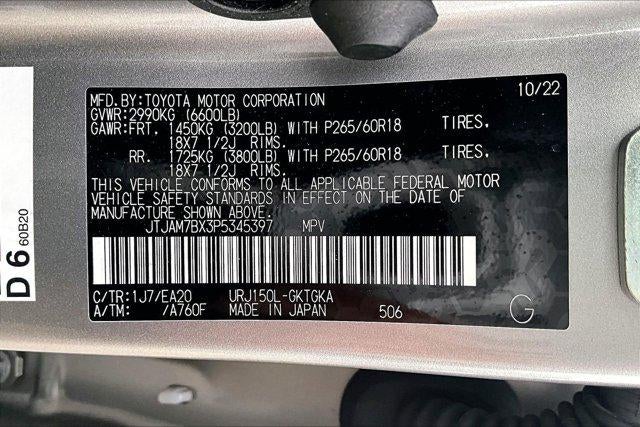 10/22
MFD.BY:TOYOTA MOTOR CORPORATION
GVWR:2990KG (6600LB)
GAWR:FRT. 1450KG (3200LB) WITH P265/60R18 TIRES,
18X7 1/2J RIMS.
RR. 1725KG (3800LB) WITH P265/60R18 TIRES,
18X7 1/2J RIMS.
THIS VEHICLE CONFORMS TO ALL APPLICABLE FEDERAL MOTOR
VEHICLE SAFETY STANDARDS IN EFFECT ON THE DATE OF
MANUFACTURE SHOWN ABOVE.
JTJAM7BX3P5345397 MPV
C/TR:1J7/EA20 URJ150L-GKTGKA
A/TM: /A760F MADE IN JAPAN 506 G
D 6
60B20